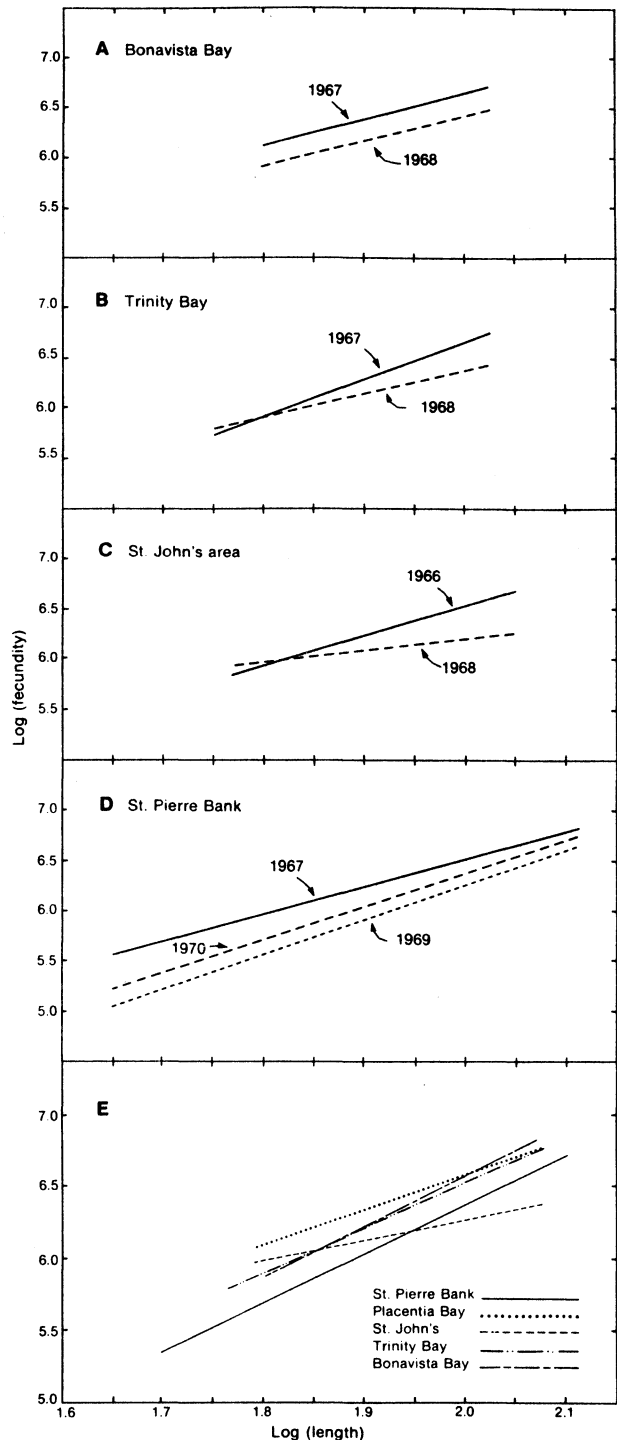 A Bonavista Bay
7.0
1967
6.5
6.0
1968
5.5
B Trinity Bay
7.0
1967
6.5
6.0
1968
5.5
C St. John's area
7.0
1966
6.5
6.0
1968
5.5
Log (fecundity)
D St. Pierre Bank
7.0
1967
6.5
6.0
1970
1969
5.5
5.0
E
7.0
6.5
6.0
5.5
5.0
St. Pierre Bank
Placentia Bay
St. John's
Trinity Bay
Bonavista Bay
1.6 1.7 1.8 1.9 2.0 2.1
Log (length)